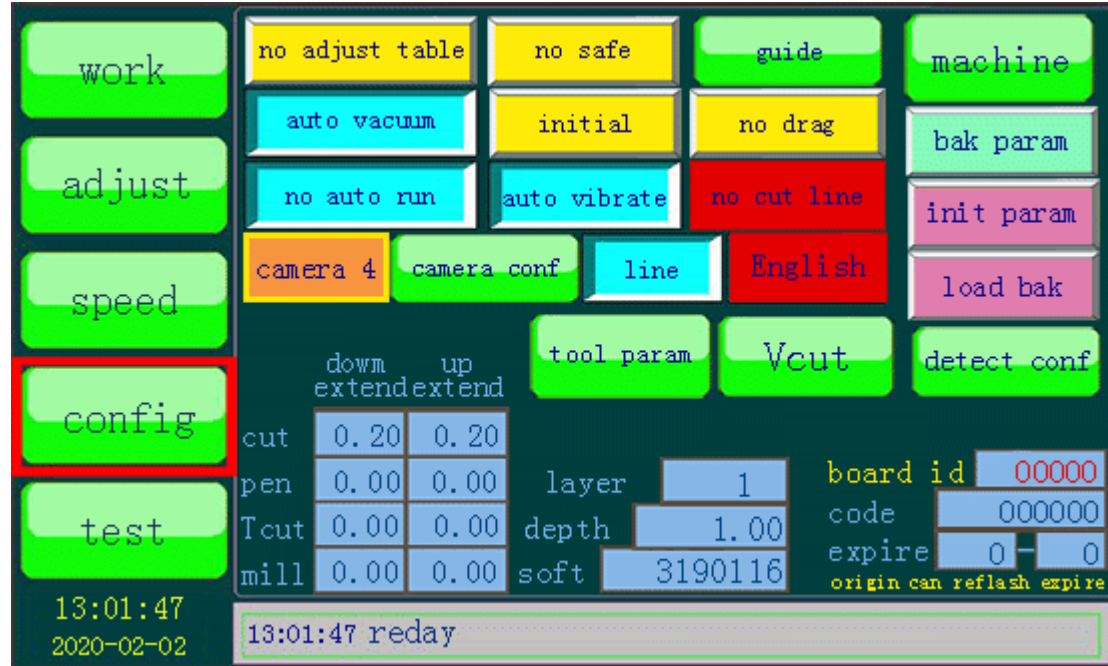 work
adjust
speed
config
test
13:01:47
2020-02-02
no adjust table no safe guide machine
auto vacuum initial no drag bak param
no auto run auto vibrate no cut line init param
camera 4 camera conf line English load bak
tool param Vcut detect conf
dowm up
extend extend
cut 0.20 0.20
pen 0.00 0.00 layer 1 board id 00000
Tcut 0.00 0.00 depth 1.00 code 000000
mill 0.00 0.00 soft 3190116 expire 0 - 0
origin can reflash expire
13:01:47 reday